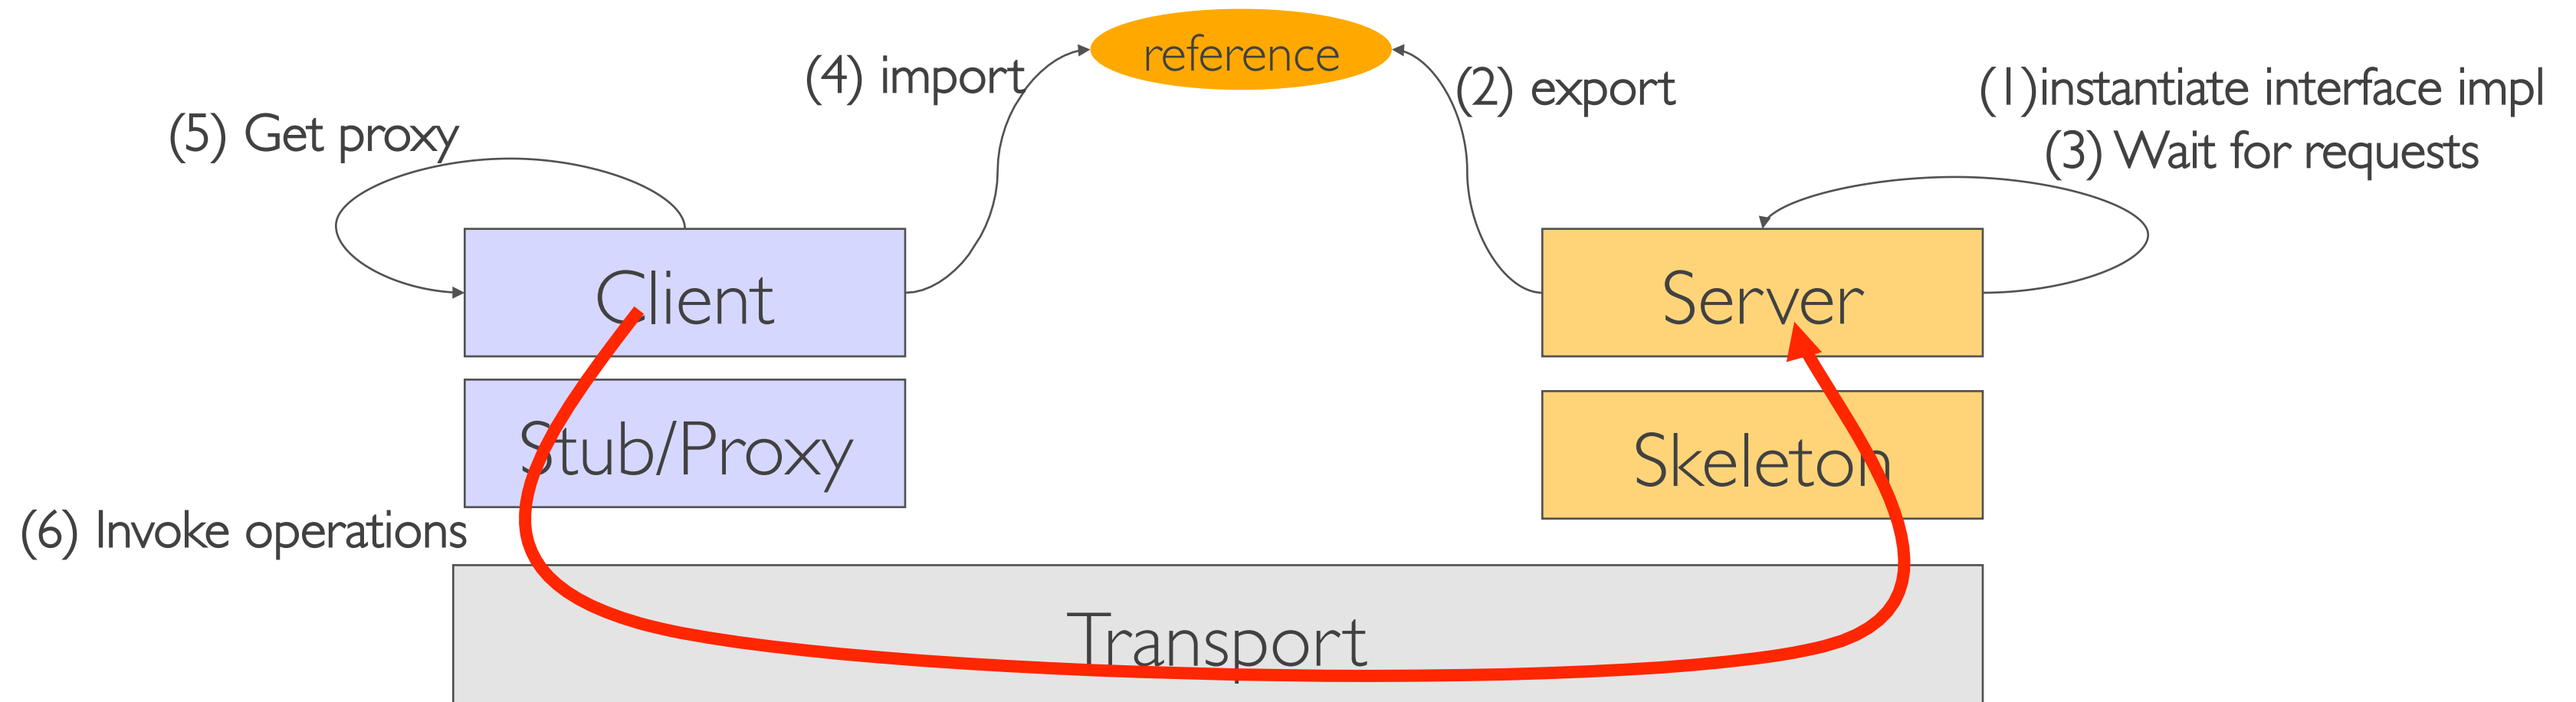 reference
(4) import
(2) export
(1)instantiate interface impl
(3) Wait for requests
(5) Get proxy
Client
Server
Stub/Proxy
Skeleton
(6) Invoke operations
Transport